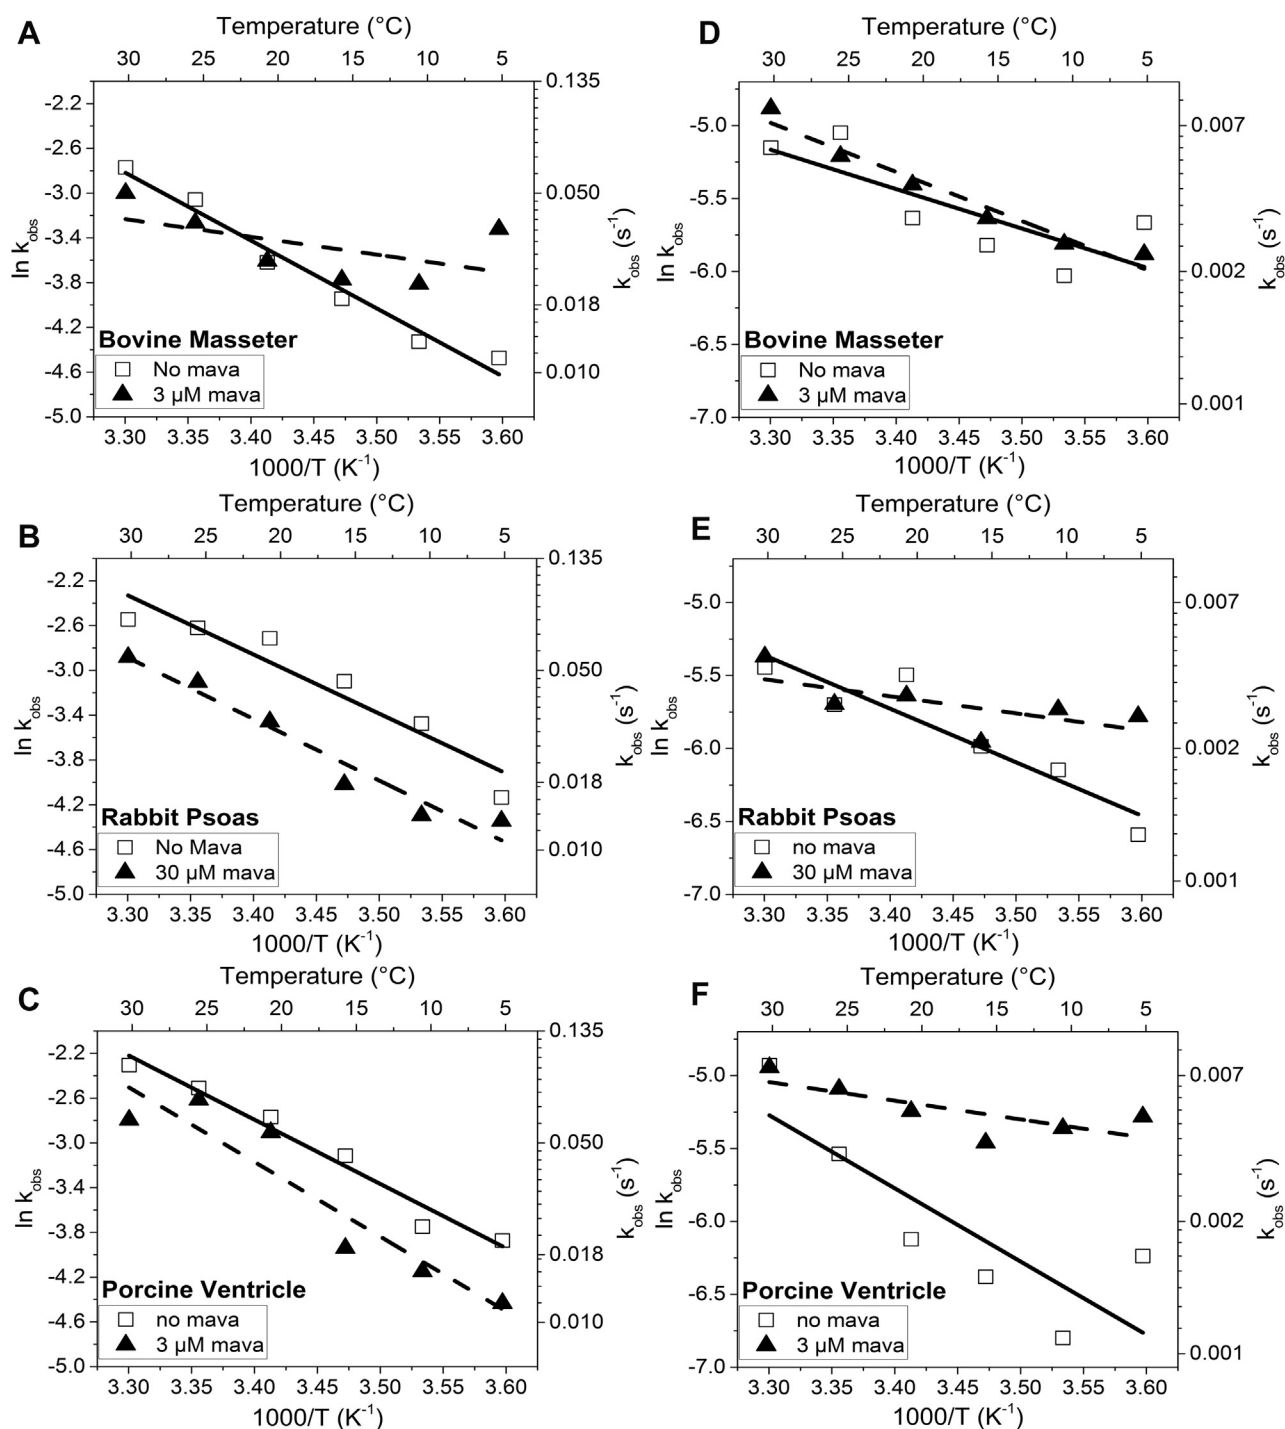 A
Temperature (°C)
30 25 20 15 10 5
-2.2
-2.6
-3.0
-3.4
-3.8
-4.2
-4.6
-5.0
ln kobs
0.135
0.050
0.018
0.010
kobs (s-1)
Bovine Masseter
No mava
3 µM mava
3.30 3.35 3.40 3.45 3.50 3.55 3.60
1000/T (K-1)
D
Temperature (°C)
30 25 20 15 10 5
-5.0
-5.5
-6.0
-6.5
-7.0
ln kobs
0.007
0.002
0.001
kobs (s-1)
Bovine Masseter
No mava
3 µM mava
3.30 3.35 3.40 3.45 3.50 3.55 3.60
1000/T (K-1)
B
Temperature (°C)
30 25 20 15 10 5
-2.2
-2.6
-3.0
-3.4
-3.8
-4.2
-4.6
-5.0
ln kobs
0.135
0.050
0.018
0.010
kobs (s-1)
Rabbit Psoas
No Mava
30 µM mava
3.30 3.35 3.40 3.45 3.50 3.55 3.60
1000/T (K-1)
E
Temperature (°C)
30 25 20 15 10 5
-5.0
-5.5
-6.0
-6.5
-7.0
ln kobs
0.007
0.002
0.001
kobs (s-1)
Rabbit Psoas
no mava
30 µM mava
3.30 3.35 3.40 3.45 3.50 3.55 3.60
1000/T (K-1)
C
Temperature (°C)
30 25 20 15 10 5
-2.2
-2.6
-3.0
-3.4
-3.8
-4.2
-4.6
-5.0
ln kobs
0.135
0.050
0.018
0.010
kobs (s-1)
Porcine Ventricle
no mava
3 µM mava
3.30 3.35 3.40 3.45 3.50 3.55 3.60
1000/T (K-1)
F
Temperature (°C)
30 25 20 15 10 5
-5.0
-5.5
-6.0
-6.5
-7.0
ln kobs
0.007
0.002
0.001
kobs (s-1)
Porcine Ventricle
no mava
3 µM mava
3.30 3.35 3.40 3.45 3.50 3.55 3.60
1000/T (K-1)